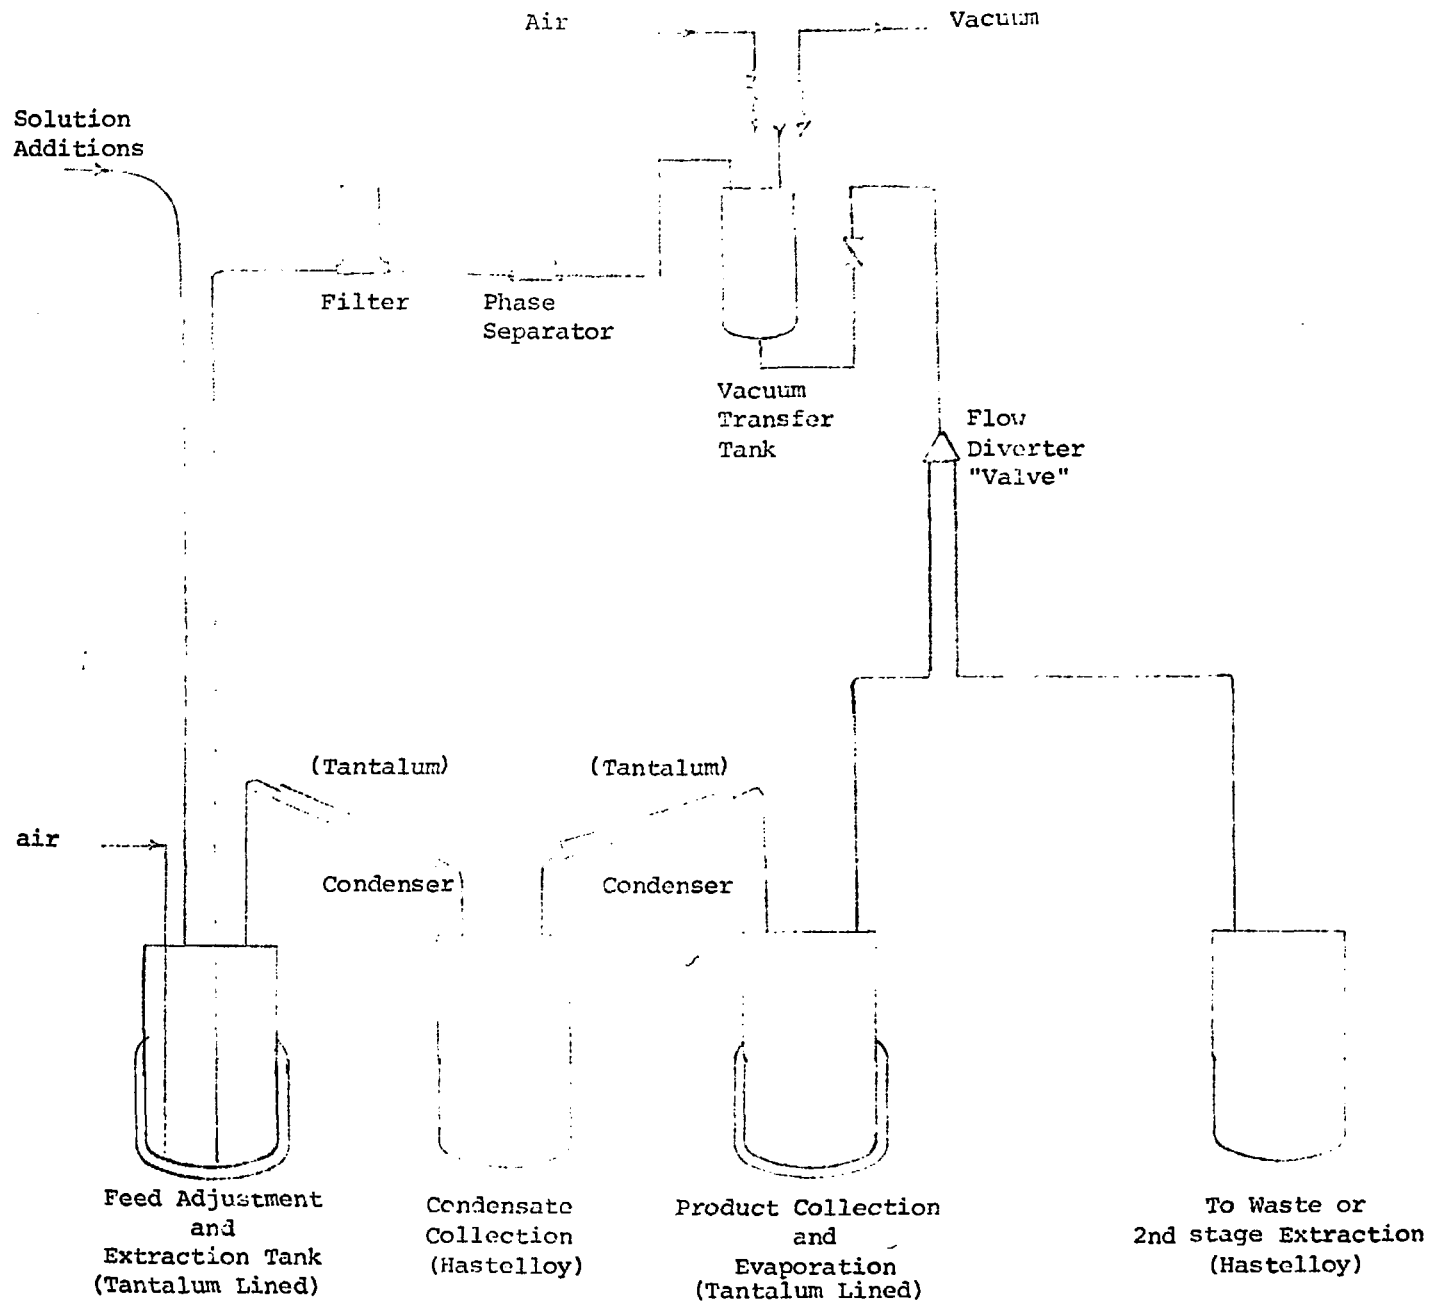 Air
Vacuum
Solution
Additions
Filter
Phase
Separator
Vacuum
Transfer
Tank
Flow
Diverter
"Valve"
(Tantalum)
(Tantalum)
air
Condenser
Condenser
Feed Adjustment
and
Extraction Tank
(Tantalum Lined)
Condensate
Collection
(Hastelloy)
Product Collection
and
Evaporation
(Tantalum Lined)
To Waste or
2nd stage Extraction
(Hastelloy)